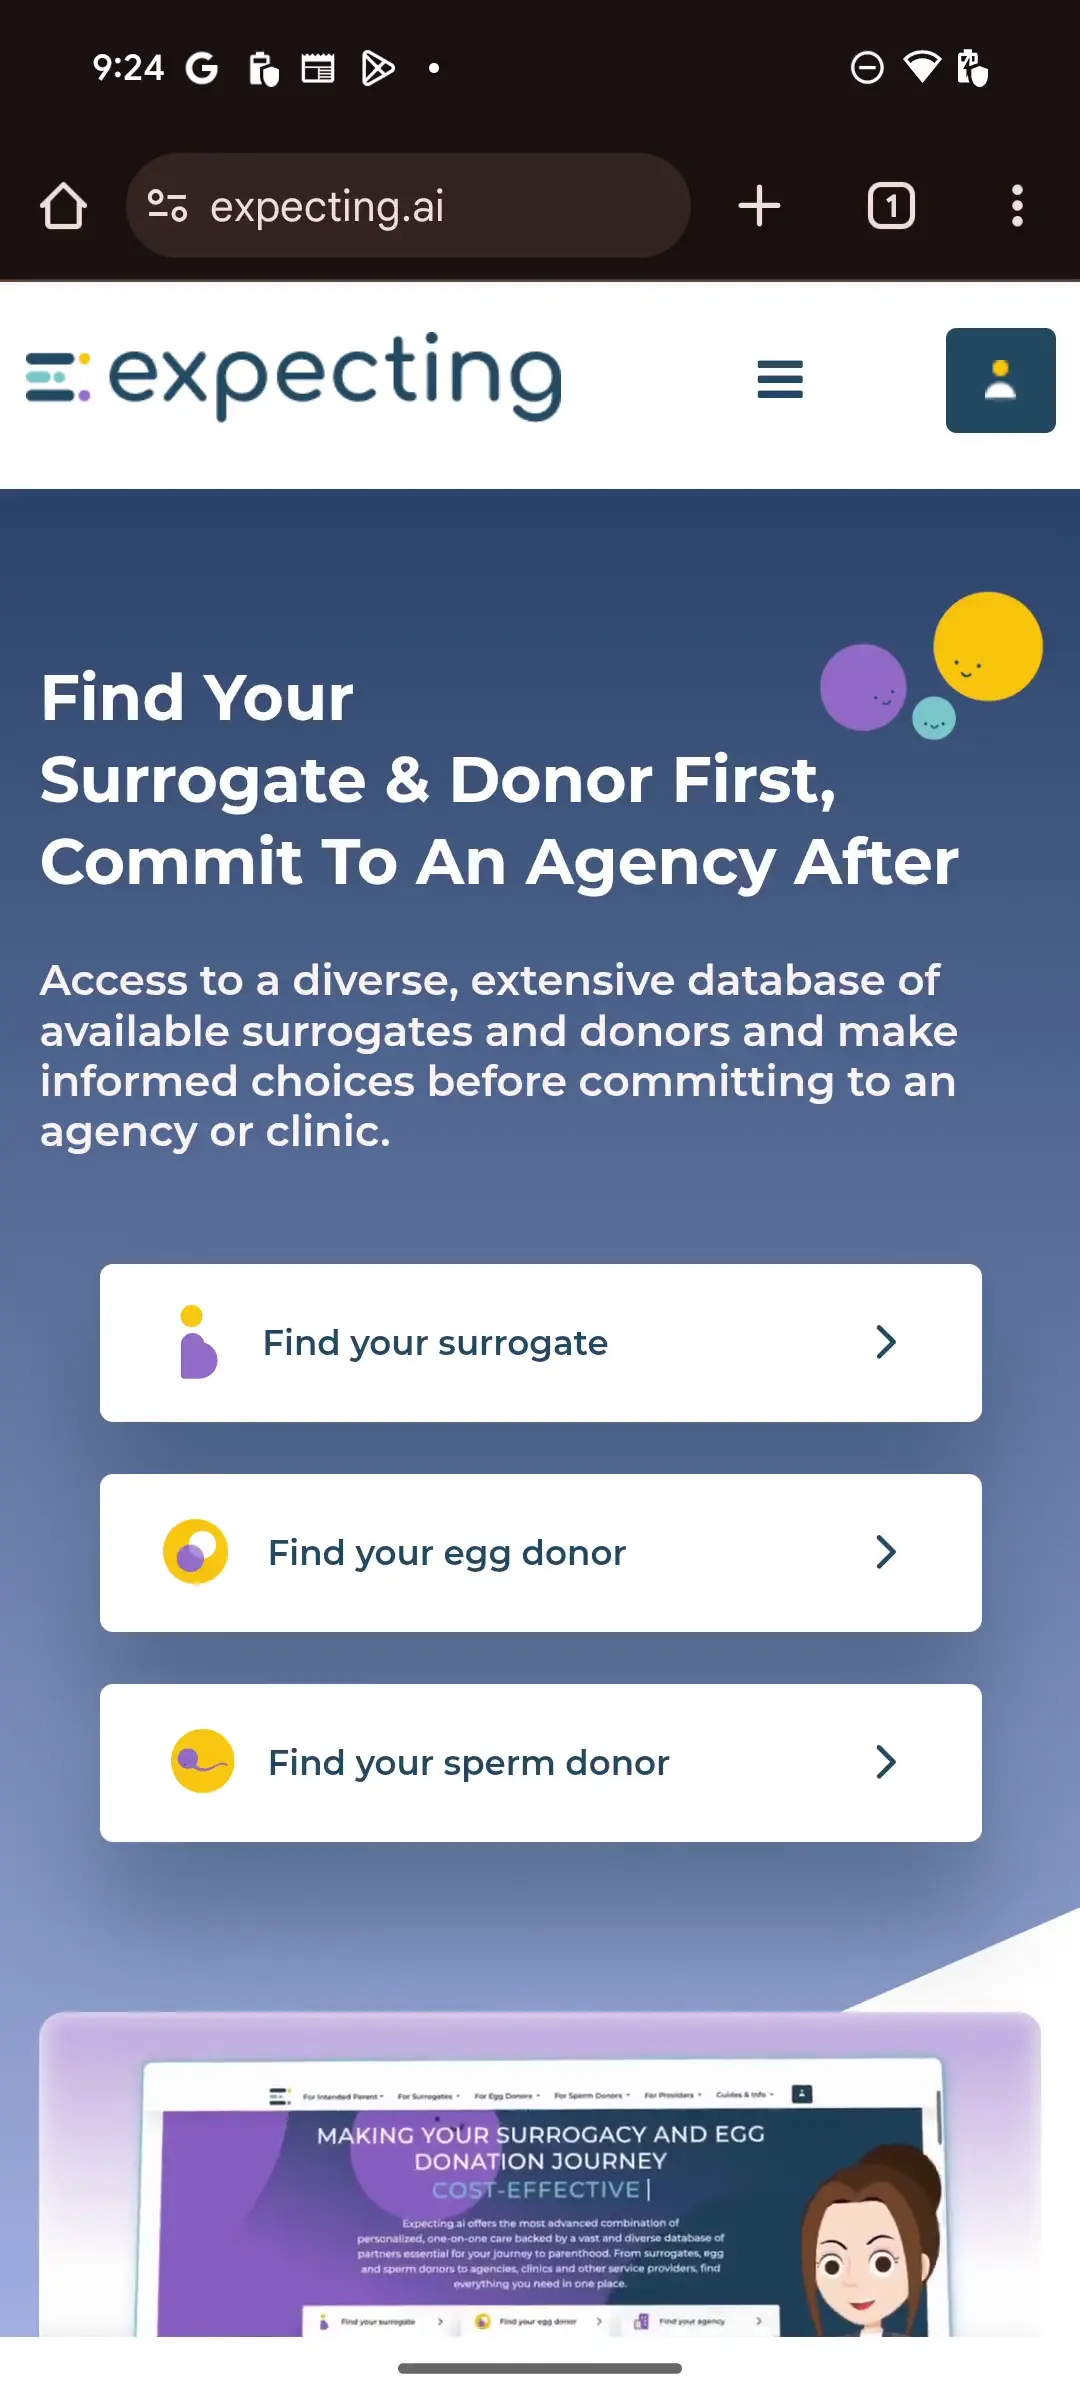 9:24
expecting.ai
1
expecting
Find Your
Surrogate & Donor First,
Commit To An Agency After
Access to a diverse, extensive database of
available surrogates and donors and make
informed choices before committing to an
agency or clinic.
Find your surrogate
Find your egg donor
Find your sperm donor
For Intended Parent
For Surrogates
For Egg Donors
For Sperm Donors
For Providers
Guides & Info
MAKING YOUR SURROGACY AND EGG
DONATION JOURNEY
COST-EFFECTIVE |
Expecting.ai offers the most advanced combination of
personalized, one-on-one care backed by a vast and diverse database of
partners essential for your journey to parenthood. From surrogates, egg
and sperm donors to agencies, clinics and other service providers, find
everything you need in one place.
Find your surrogate
Find your egg donor
Find your agency